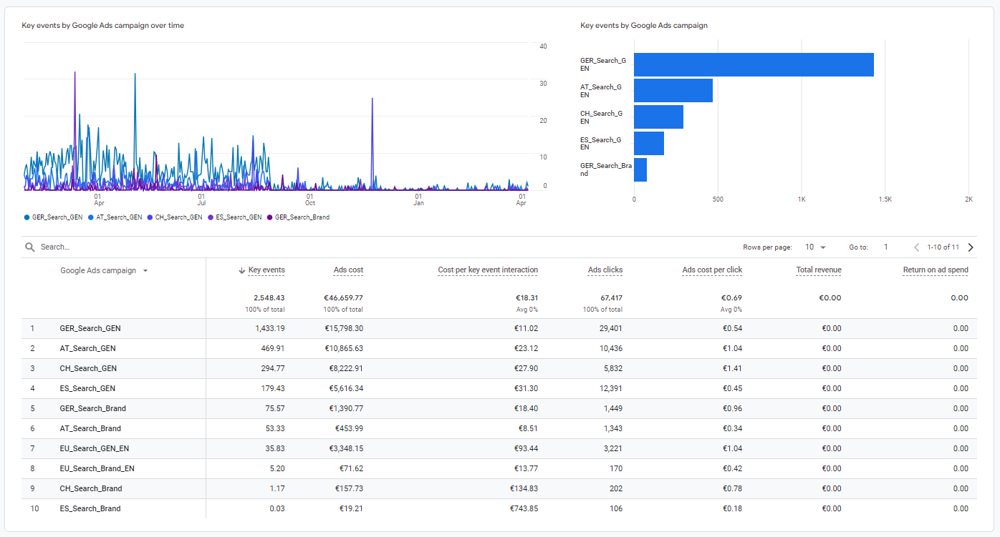 Key events by Google Ads campaign over time
40
30
20
10
0
01
Apr
01
Jul
01
Oct
01
Jan
01
Apr
GER_Search_GEN AT_Search_GEN CH_Search_GEN ES_Search_GEN GER_Search_Brand
Key events by Google Ads campaign
GER_Search_G
EN
AT_Search_G
EN
CH_Search_G
EN
ES_Search_G
EN
GER_Search_Bra
nd
0 500 1K 1.5K 2K
Search... Rows per page: 10 Go to: 1 1-10 of 11
Google Ads campaign Key events Ads cost Cost per key event interaction Ads clicks Ads cost per click Total revenue Return on ad spend
2,548.43 €46,659.77 €18.31 67,417 €0.69 €0.00 0.00
100% of total 100% of total Avg 0% 100% of total Avg 0%
1 GER_Search_GEN 1,433.19 €15,798.30 €11.02 29,401 €0.54 €0.00 0.00
2 AT_Search_GEN 469.91 €10,865.63 €23.12 10,436 €1.04 €0.00 0.00
3 CH_Search_GEN 294.77 €8,222.91 €27.90 5,832 €1.41 €0.00 0.00
4 ES_Search_GEN 179.43 €5,616.34 €31.30 12,391 €0.45 €0.00 0.00
5 GER_Search_Brand 75.57 €1,390.77 €18.40 1,449 €0.96 €0.00 0.00
6 AT_Search_Brand 53.33 €453.99 €8.51 1,343 €0.34 €0.00 0.00
7 EU_Search_GEN_EN 35.83 €3,348.15 €93.44 3,221 €1.04 €0.00 0.00
8 EU_Search_Brand_EN 5.20 €71.62 €13.77 170 €0.42 €0.00 0.00
9 CH_Search_Brand 1.17 €157.73 €134.83 202 €0.78 €0.00 0.00
10 ES_Search_Brand 0.03 €19.21 €743.85 106 €0.18 €0.00 0.00